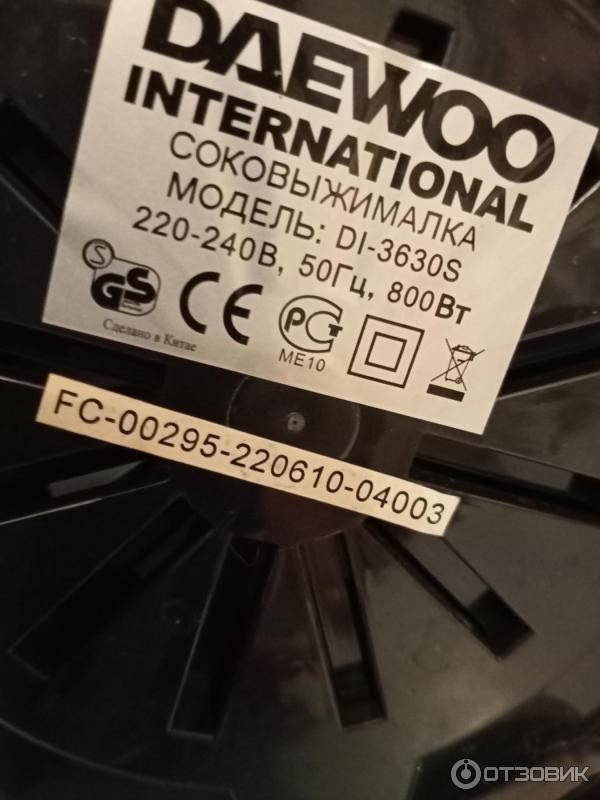 DAEWOO
INTERNATIONAL
СОКОВЫЖИМАЛКА
МОДЕЛЬ: DI-3630S
220-240В, 50Гц, 800Вт
S GS CE РСТ
ME10
Сделано в Китае
FC-00295-220610-04003
ОТЗОВИК